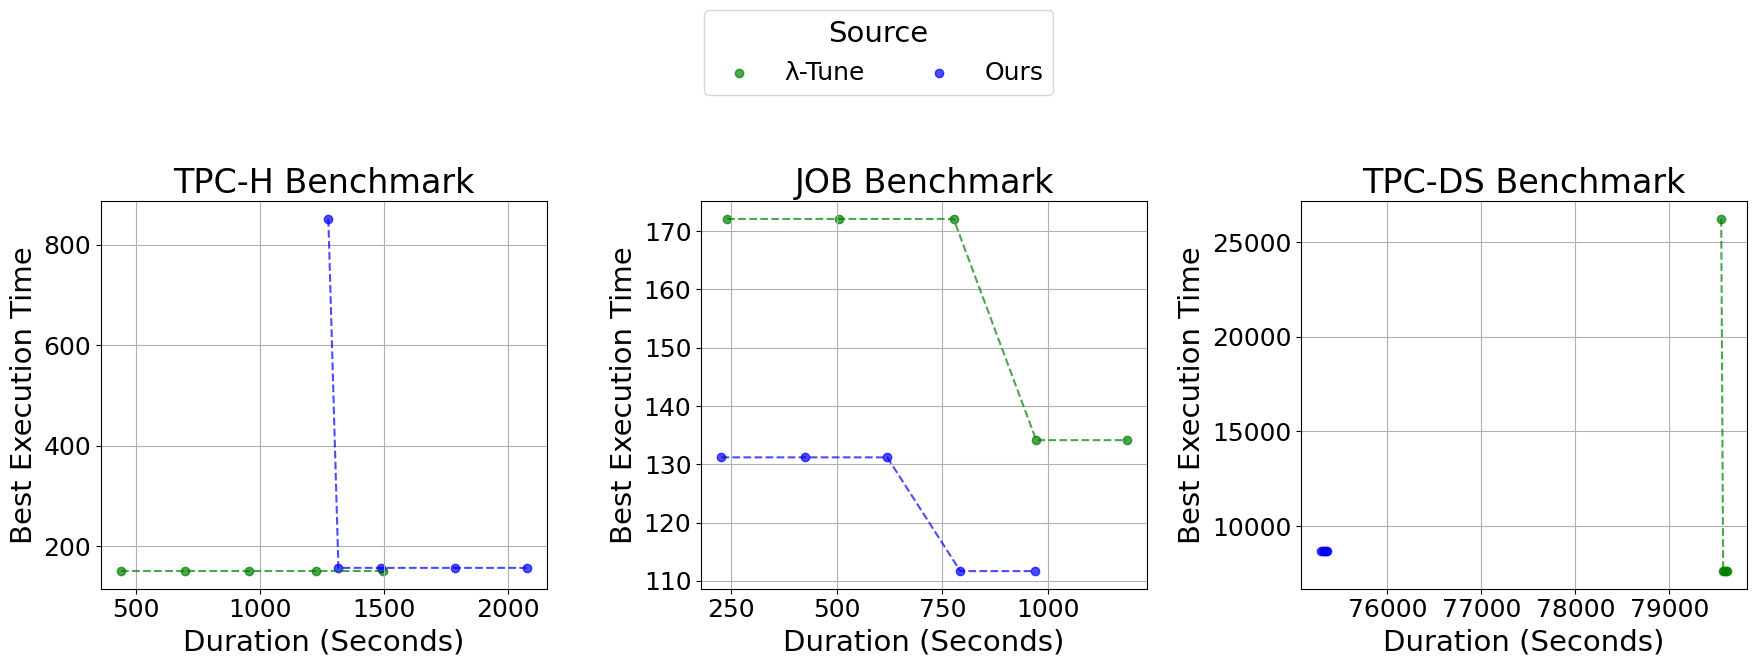 Source
λ-Tune
Ours
TPC-H Benchmark
Best Execution Time
800
600
400
200
500 1000 1500 2000
Duration (Seconds)
JOB Benchmark
Best Execution Time
170
160
150
140
130
120
110
250 500 750 1000
Duration (Seconds)
TPC-DS Benchmark
Best Execution Time
25000
20000
15000
10000
76000 77000 78000 79000
Duration (Seconds)